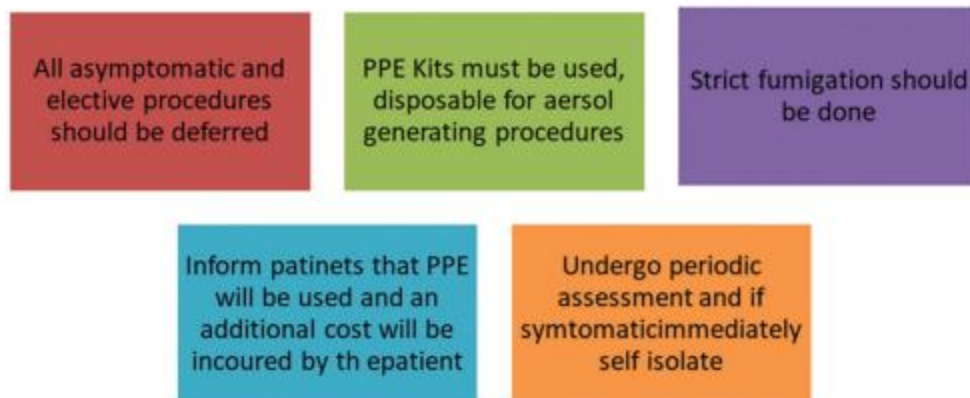 All asymptomatic and
elective procedures
should be deferred
PPE Kits must be used,
disposable for aersol
generating procedures
Strict fumigation should
be done
Inform patinets that PPE
will be used and an
additional cost will be
incoured by th epatient
Undergo periodic
assessment and if
symtomaticimmediately
self isolate